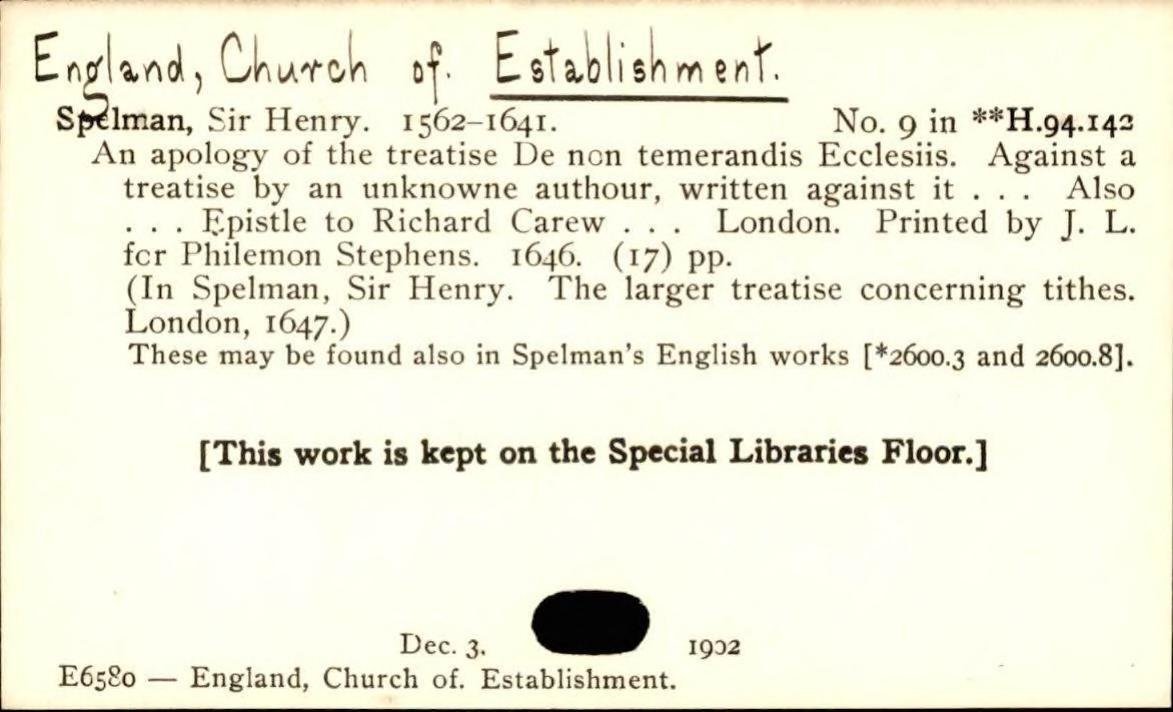 England, Church of. Establishment.
Spelman, Sir Henry. 1562-1641. No. 9 in **H.94.142
An apology of the treatise De non temerandis Ecclesiis. Against a
treatise by an unknowne authour, written against it . . . Also
. . . Epistle to Richard Carew . . . London. Printed by J. L.
for Philemon Stephens. 1646. (17) pp.
(In Spelman, Sir Henry. The larger treatise concerning tithes.
London, 1647.)
These may be found also in Spelman's English works [*2600.3 and 2600.8].
[This work is kept on the Special Libraries Floor.]
Dec. 3. 1902
E6580 — England, Church of. Establishment.